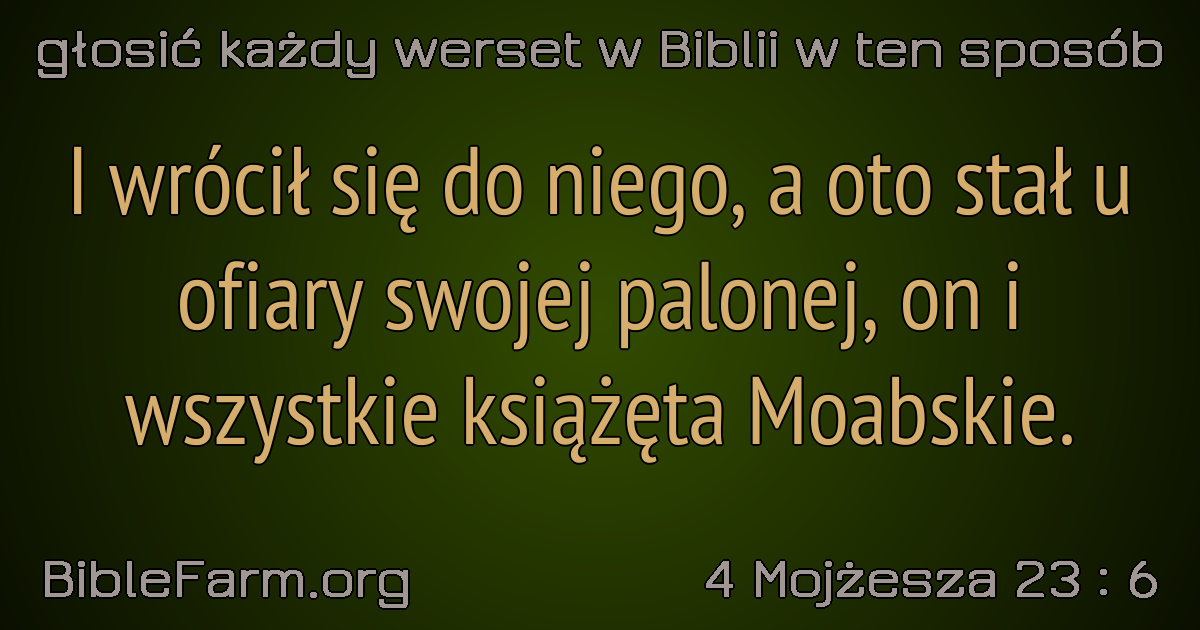 głosić każdy werset w Biblii w ten sposób
I wrócił się do niego, a oto stał u
ofiary swojej palonej, on i
wszystkie książęta Moabskie.
BibleFarm.org
4 Mojżesza 23 : 6